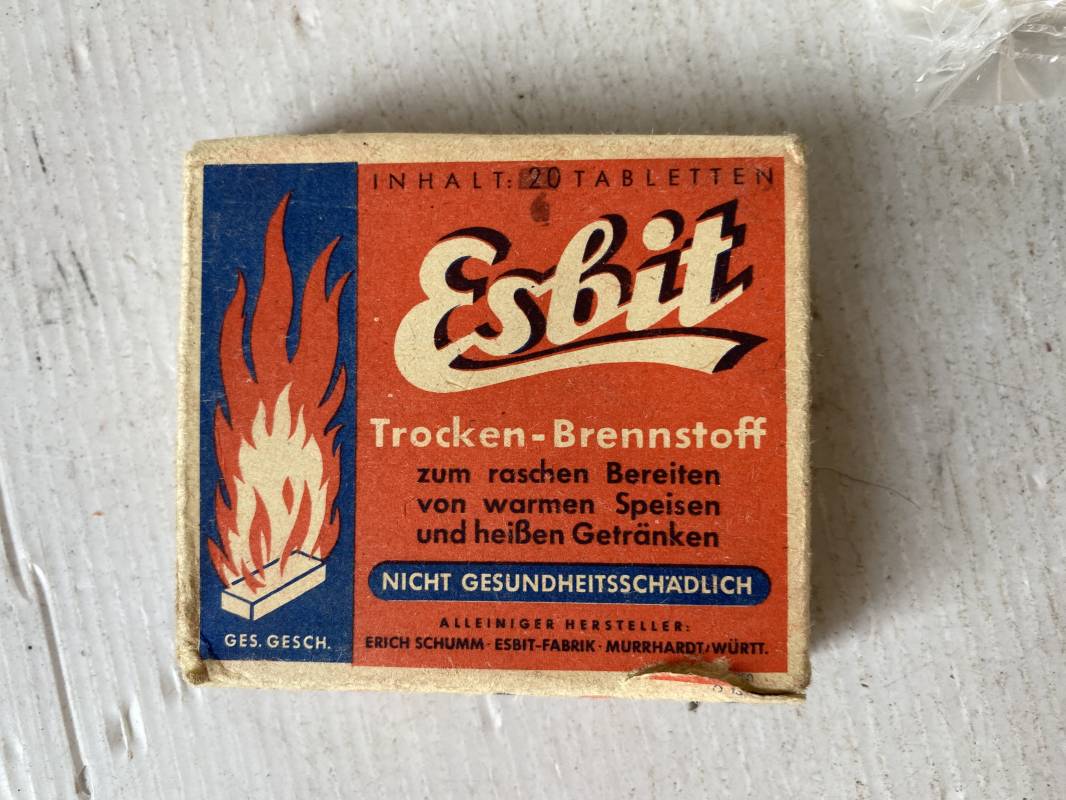 INHALT: 20 TABLETTEN
6
Esbit
Trocken-Brennstoff
zum raschen Bereiten
von warmen Speisen
und heißen Getränken
NICHT GESUNDHEITSSCHÄDLICH
ALLEINIGER HERSTELLER:
ERICH SCHUMM · ESBIT-FABRIK · MURRHARDT/WÜRTT.
GES. GESCH.